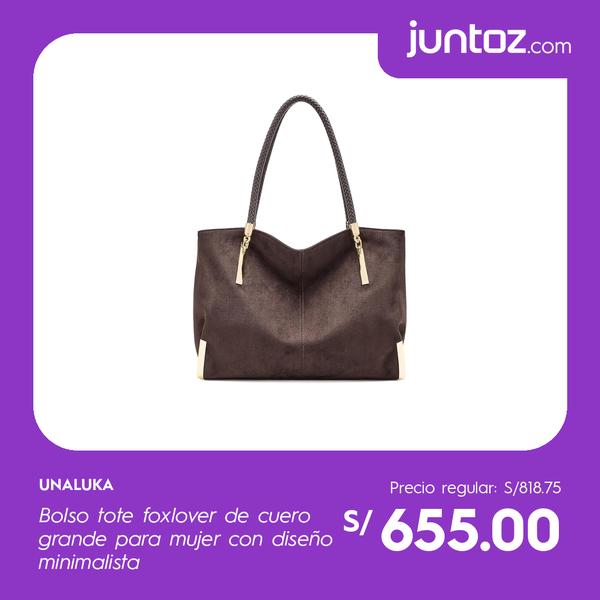 juntoz.com
UNALUKA
Bolso tote foxlover de cuero
grande para mujer con diseño
minimalista
Precio regular: S/818.75
S/ 655.00